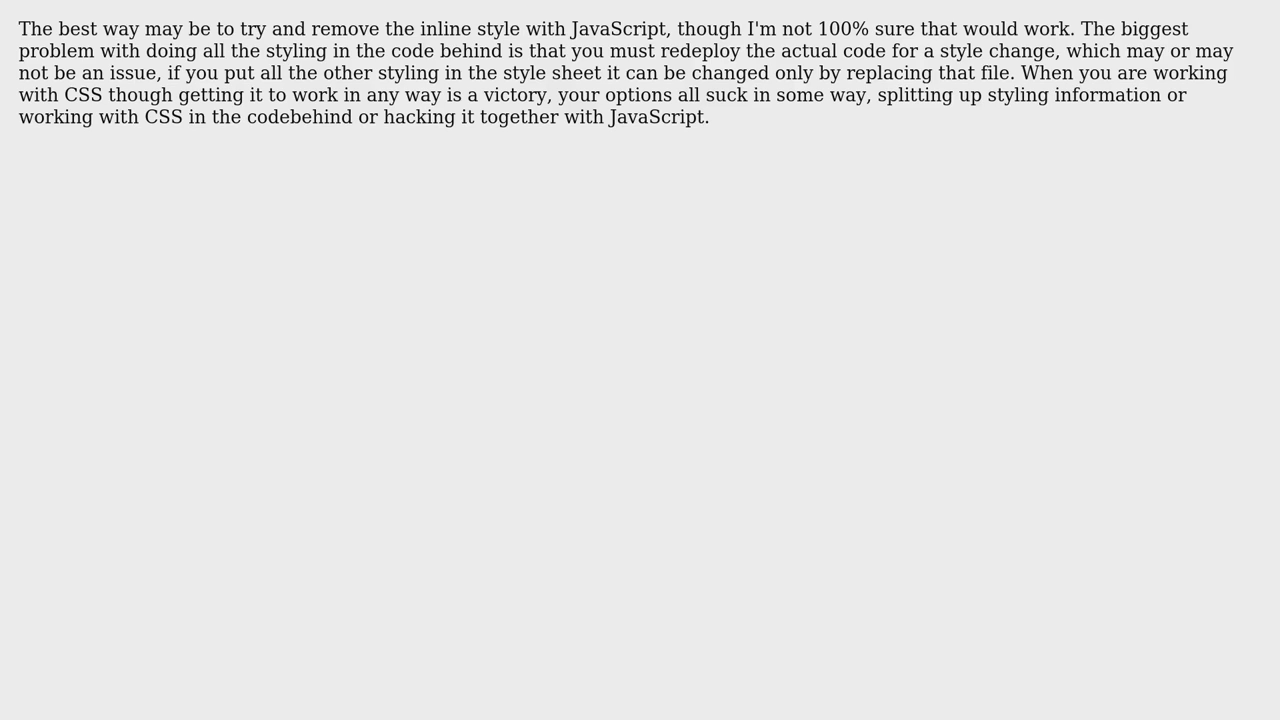 The best way may be to try and remove the inline style with JavaScript, though I'm not 100% sure that would work. The biggest
problem with doing all the styling in the code behind is that you must redeploy the actual code for a style change, which may or may
not be an issue, if you put all the other styling in the style sheet it can be changed only by replacing that file. When you are working
with CSS though getting it to work in any way is a victory, your options all suck in some way, splitting up styling information or
working with CSS in the codebehind or hacking it together with JavaScript.